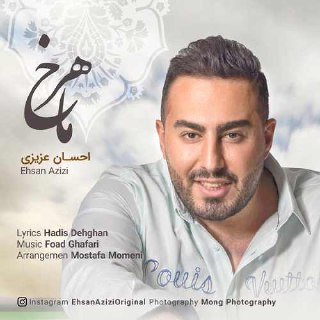 ماهرخ
احسان عزیزی
Ehsan Azizi
Lyrics Hadis Dehghan
Music Foad Ghafari
Arrangemen Mostafa Momeni
Louis Vuitton
Instagram EhsanAziziOriginal Photography Mong Photography